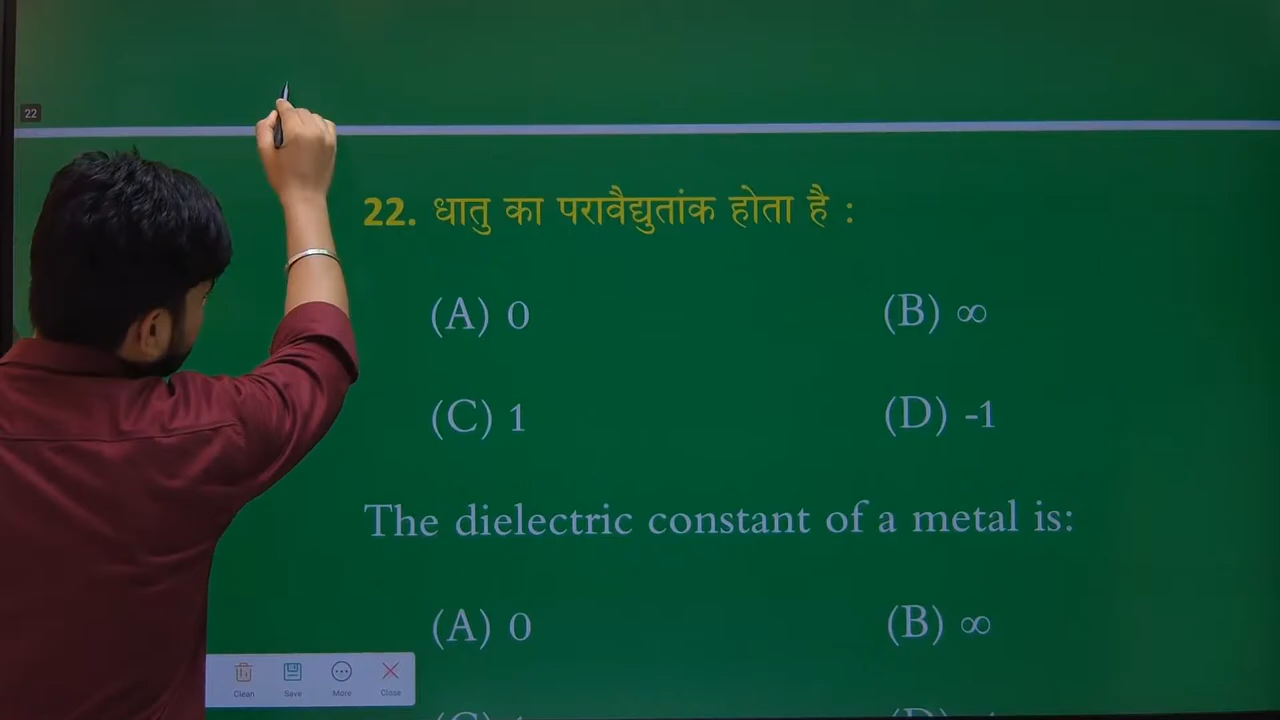 22
22. धातु का परावैद्युतांक होता है :
(A) 0 (B) ∞
(C) 1 (D) -1
The dielectric constant of a metal is:
(A) 0 (B) ∞
Clean Save More Close